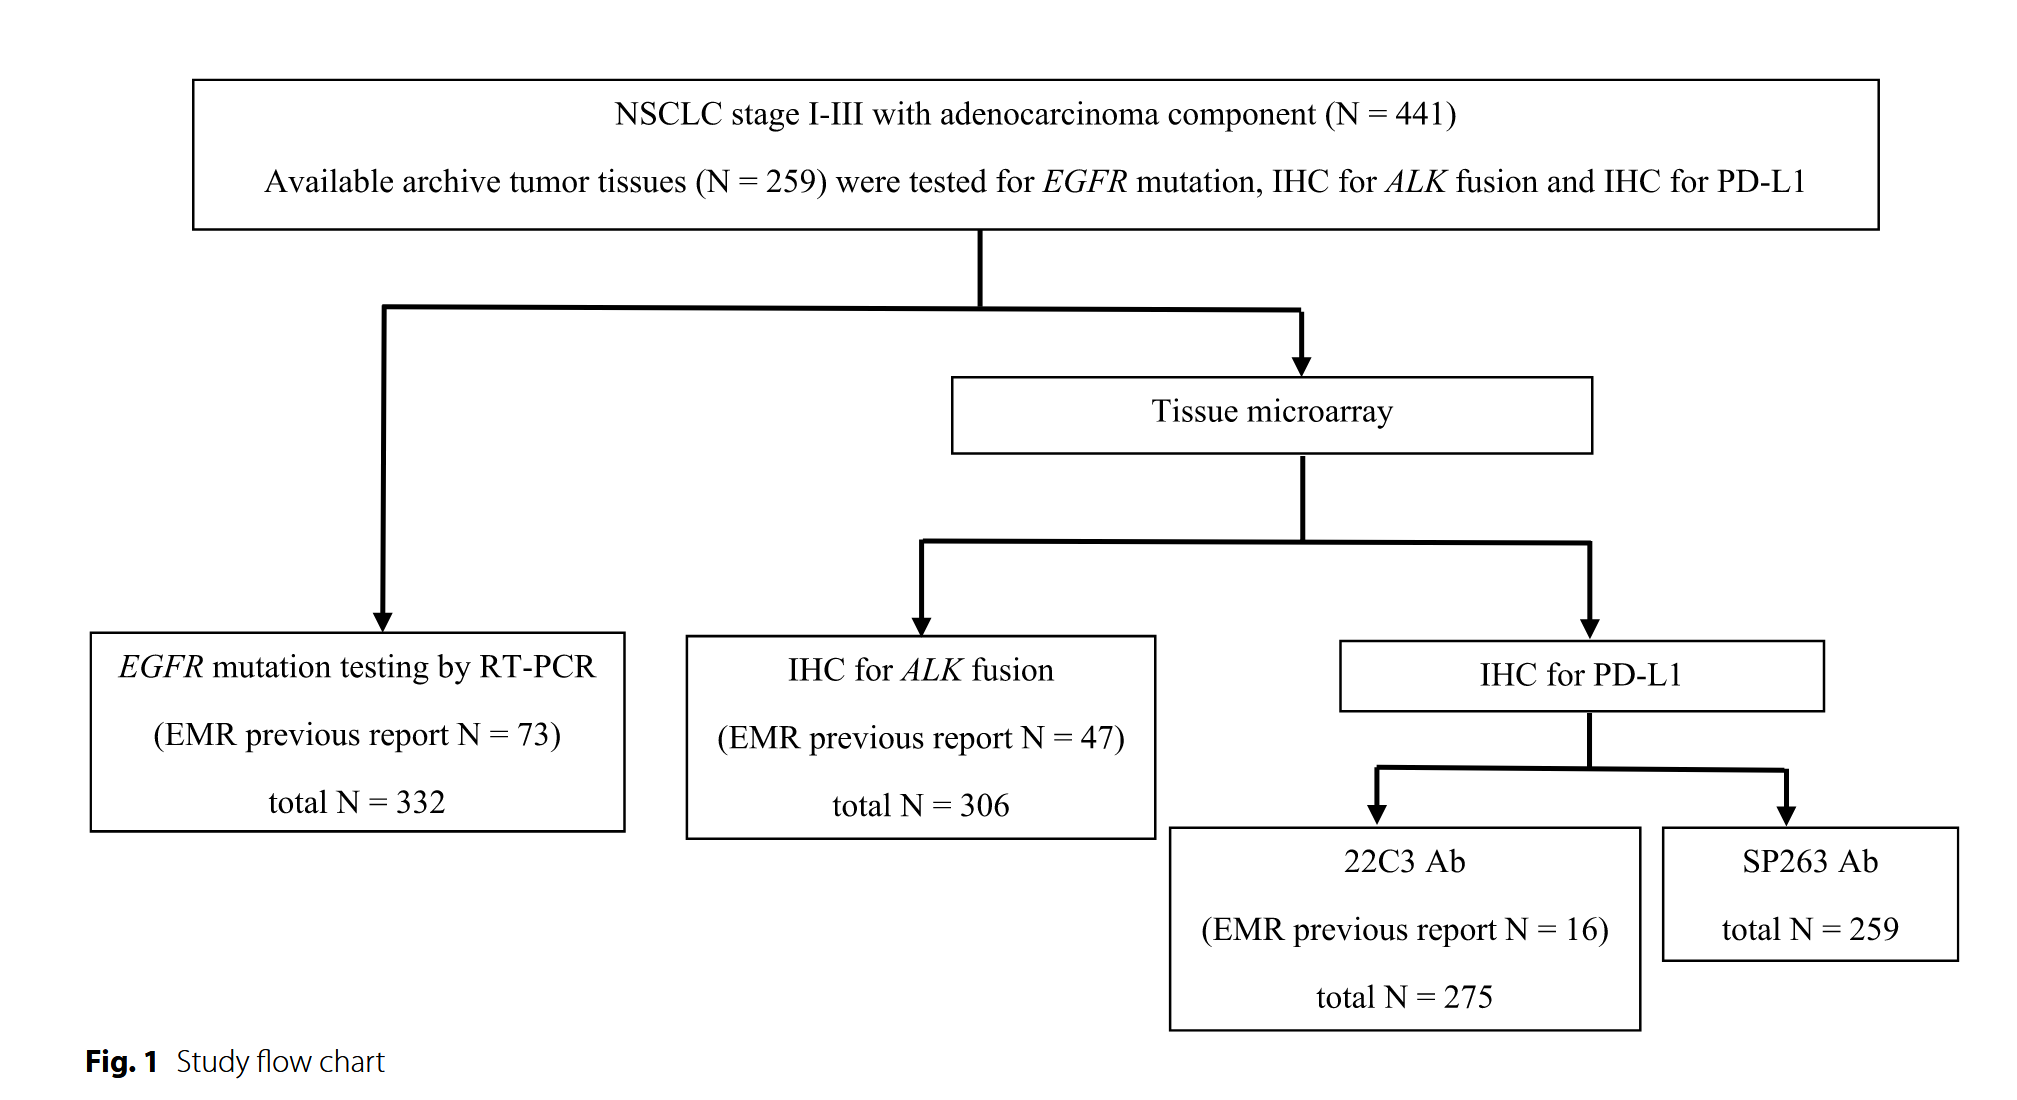 NSCLC stage I-III with adenocarcinoma component (N = 441)
Available archive tumor tissues (N = 259) were tested for EGFR mutation, IHC for ALK fusion and IHC for PD-L1
Tissue microarray
EGFR mutation testing by RT-PCR
(EMR previous report N = 73)
total N = 332
IHC for ALK fusion
(EMR previous report N = 47)
total N = 306
IHC for PD-L1
22C3 Ab
(EMR previous report N = 16)
total N = 275
SP263 Ab
total N = 259
Fig. 1 Study flow chart